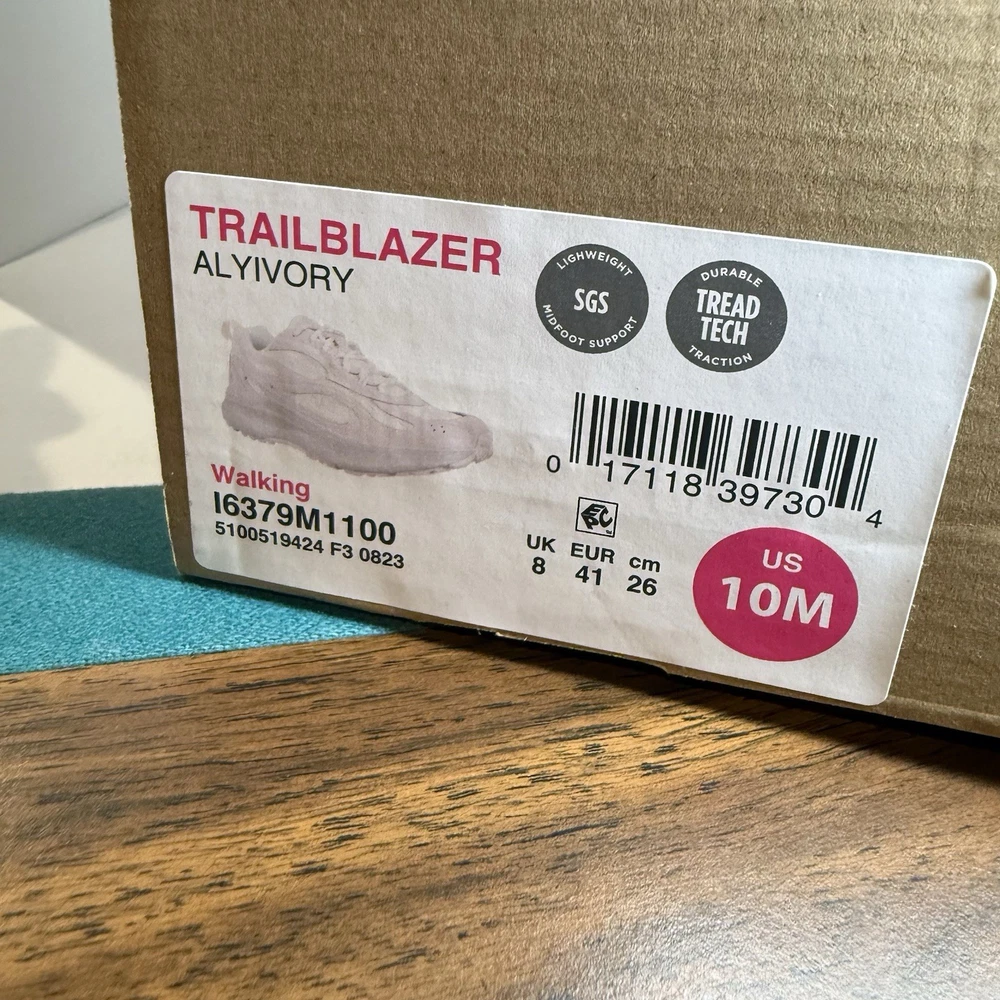 TRAILBLAZER
ALYIVORY
LIGHWEIGHT
SGS
MIDFOOT SUPPORT
DURABLE
TREAD
TECH
TRACTION
0 17118 39730 4
Walking
I6379M1100
5100519424 F3 0823
EPC
UK EUR cm
8 41 26
US
10M